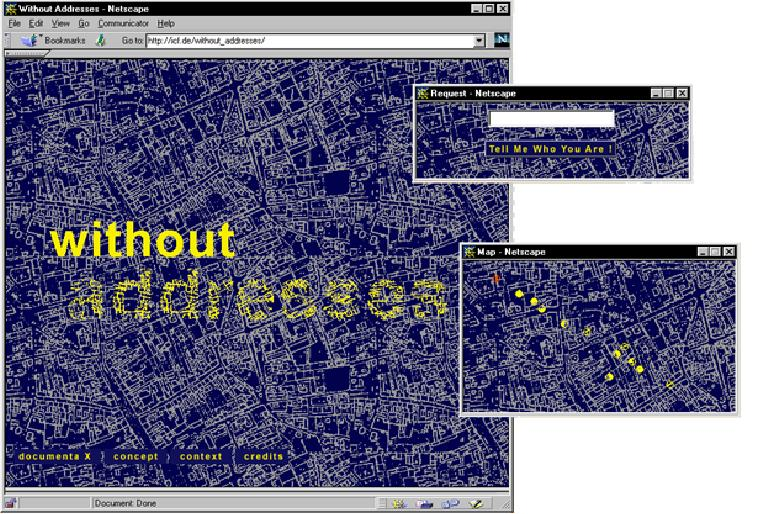 Without Addresses - Netscape
File Edit View Go Communicator Help
Bookmarks Go to: http://icf.de/without_addresses/
N
without
addresses
documenta X } concept } context { credits
Document: Done
Request - Netscape
Tell Me Who You Are !
Map - Netscape